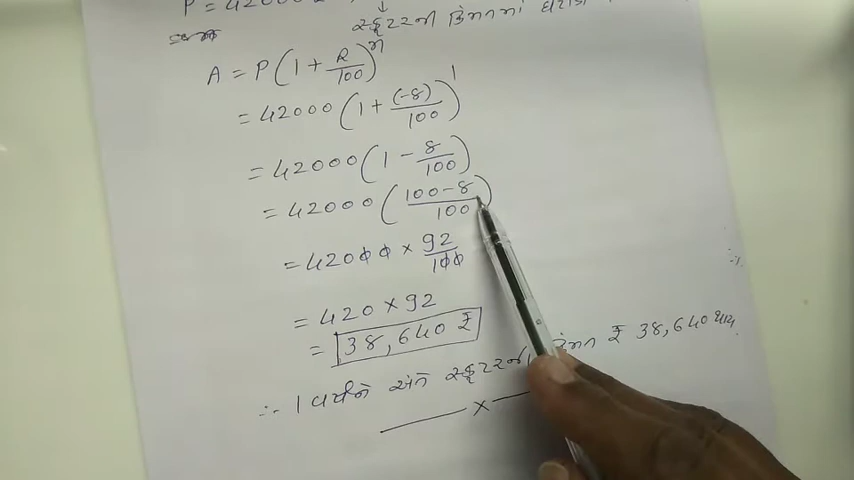 P = 42000
સ્કૂટરની કિંમતમાં
A = P(1 + R/100)^n
= 42000(1 + (-8)/100)^1
= 42000(1 - 8/100)
= 42000(100-8/100)
= 42000 × 92/100
= 420 × 92
= 38,640 ₹
∴ 1 વર્ષને અંતે સ્કૂટરની કિંમત ₹ 38,640 થાય.
×